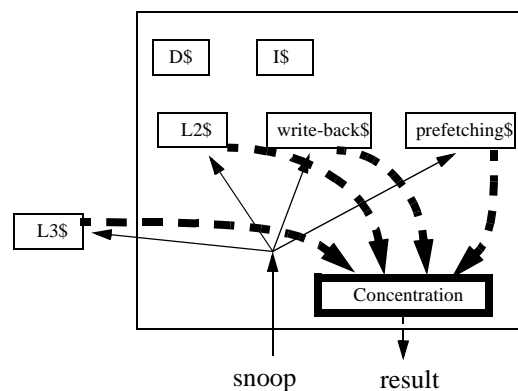 D$ I$
L2$ write-back$ prefetching$
L3$
Concentration
snoop result